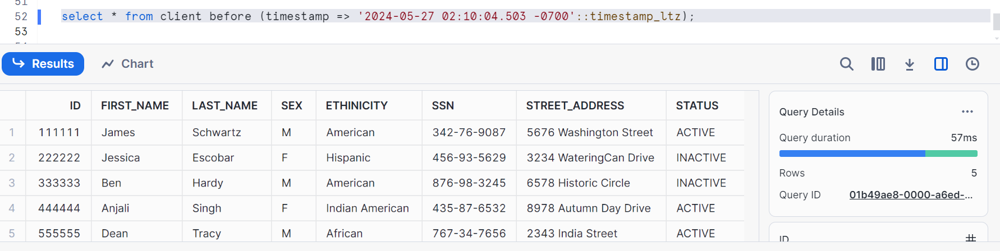 51
52 select * from client before (timestamp => '2024-05-27 02:10:04.503 -0700'::timestamp_ltz);
53
Results Chart
ID FIRST_NAME LAST_NAME SEX ETHINICITY SSN STREET_ADDRESS STATUS
1 111111 James Schwartz M American 342-76-9087 5676 Washington Street ACTIVE
2 222222 Jessica Escobar F Hispanic 456-93-5629 3234 WateringCan Drive INACTIVE
3 333333 Ben Hardy M American 876-98-3245 6578 Historic Circle INACTIVE
4 444444 Anjali Singh F Indian American 435-87-6532 8978 Autumn Day Drive ACTIVE
5 555555 Dean Tracy M African 767-34-7656 2343 India Street ACTIVE
Query Details ...
Query duration 57ms
Rows 5
Query ID 01b49ae8-0000-a6ed-...
ID #